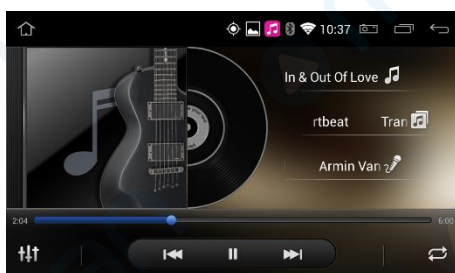 10:37
In & Out Of Love
rtbeat Tran
Armin Van
2:04 6:00